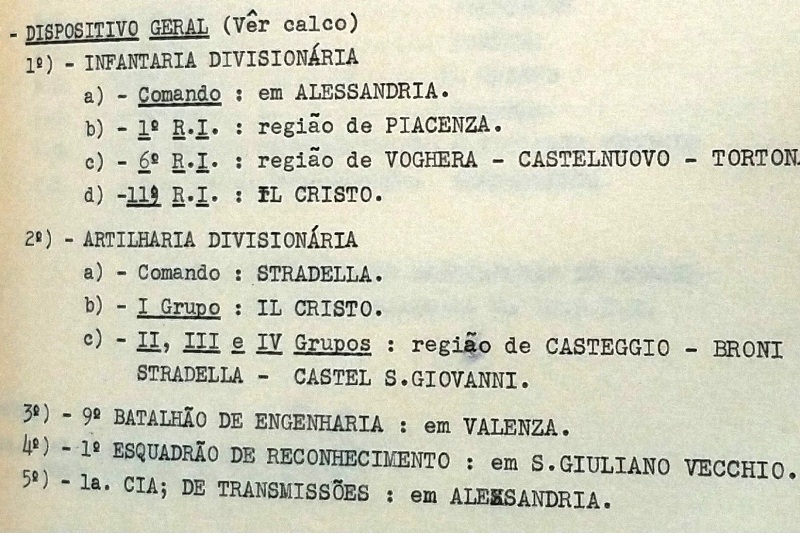 - DISPOSITIVO GERAL (Vêr calco)
1º) - INFANTARIA DIVISIONÁRIA
a) - Comando : em ALESSANDRIA.
b) - 1º R.I. : região de PIACENZA.
c) - 6º R.I. : região de VOGHERA - CASTELNUOVO - TORTONA
d) -11º R.I. : IL CRISTO.
2º) - ARTILHARIA DIVISIONÁRIA
a) - Comando : STRADELLA.
b) - I Grupo : IL CRISTO.
c) - II, III e IV Grupos : região de CASTEGGIO - BRONI
STRADELLA - CASTEL S.GIOVANNI.
3º) - 9º BATALHÃO DE ENGENHARIA : em VALENZA.
4º) - 1º ESQUADRÃO DE RECONHECIMENTO : em S.GIULIANO VECCHIO.
5º) - 1a. CIA; DE TRANSMISSÕES : em ALESSANDRIA.